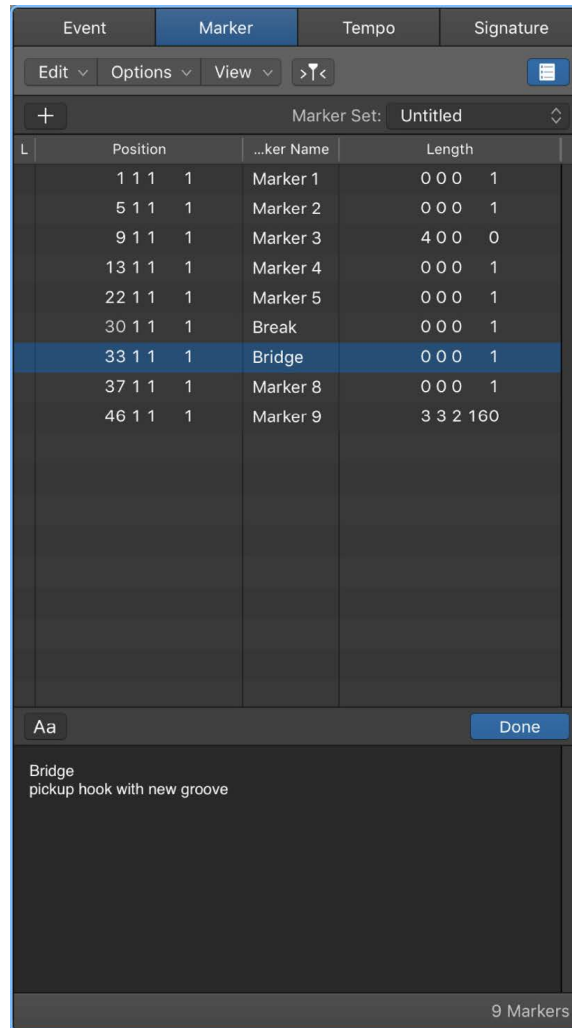 Event Marker Tempo Signature
Edit Options View
Marker Set: Untitled
L Position ...ker Name Length
1 1 1 1 Marker 1 0 0 0 1
5 1 1 1 Marker 2 0 0 0 1
9 1 1 1 Marker 3 4 0 0 0
13 1 1 1 Marker 4 0 0 0 1
22 1 1 1 Marker 5 0 0 0 1
30 1 1 1 Break 0 0 0 1
33 1 1 1 Bridge 0 0 0 1
37 1 1 1 Marker 8 0 0 0 1
46 1 1 1 Marker 9 3 3 2 160
Aa Done
Bridge
pickup hook with new groove
9 Markers